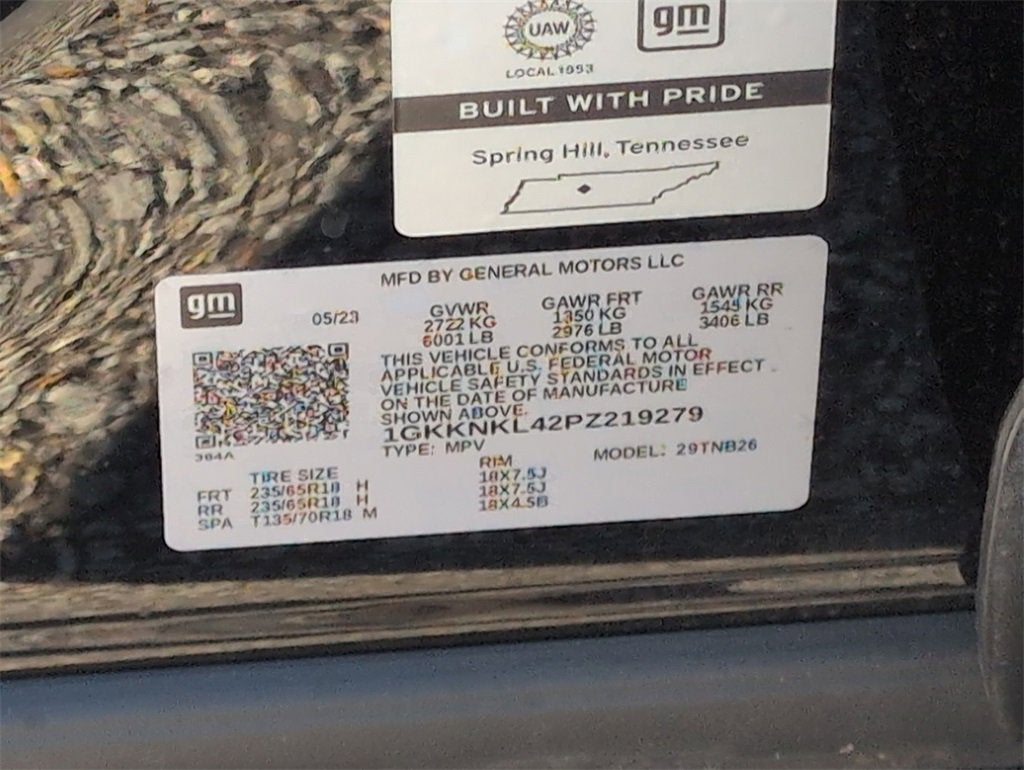 UAW
gm
LOCAL 1853
BUILT WITH PRIDE
Spring Hill, Tennessee
gm
MFD BY GENERAL MOTORS LLC
05/23
GVWR GAWR FRT GAWR RR
2722 KG 1350 KG 1545 KG
6001 LB 2976 LB 3406 LB
THIS VEHICLE CONFORMS TO ALL
APPLICABLE U.S. FEDERAL MOTOR
VEHICLE SAFETY STANDARDS IN EFFECT
ON THE DATE OF MANUFACTURE
SHOWN ABOVE.
1GKKNKL42PZ219279
TYPE: MPV MODEL: 29TNB26
TIRE SIZE RIM
FRT 235/65R18 H 18X7.5J
RR 235/65R18 H 18X7.5J
SPA T135/70R18 M 18X4.5B